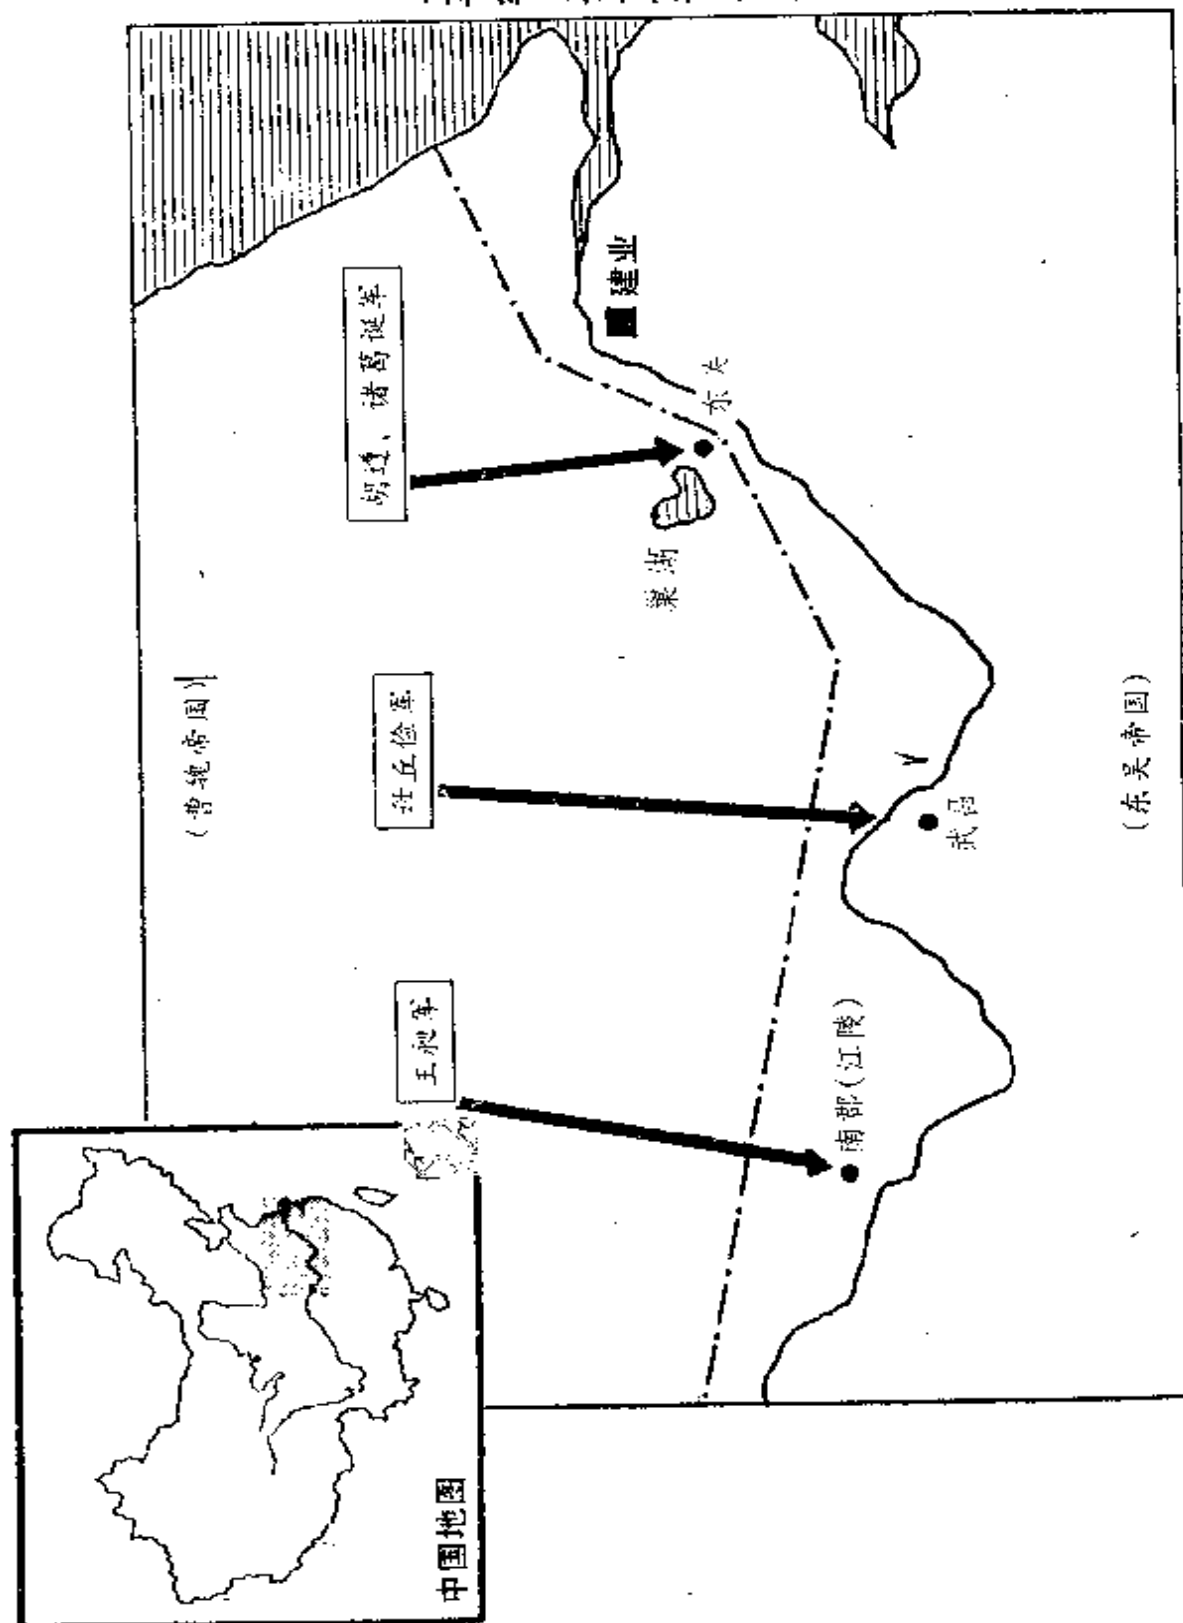 (曹魏帝国)
胡遵、诸葛诞军
毌丘俭军
王昶军
建业
东关
巢湖
武昌
南郡(江陵)
(东吴帝国)
中国地图